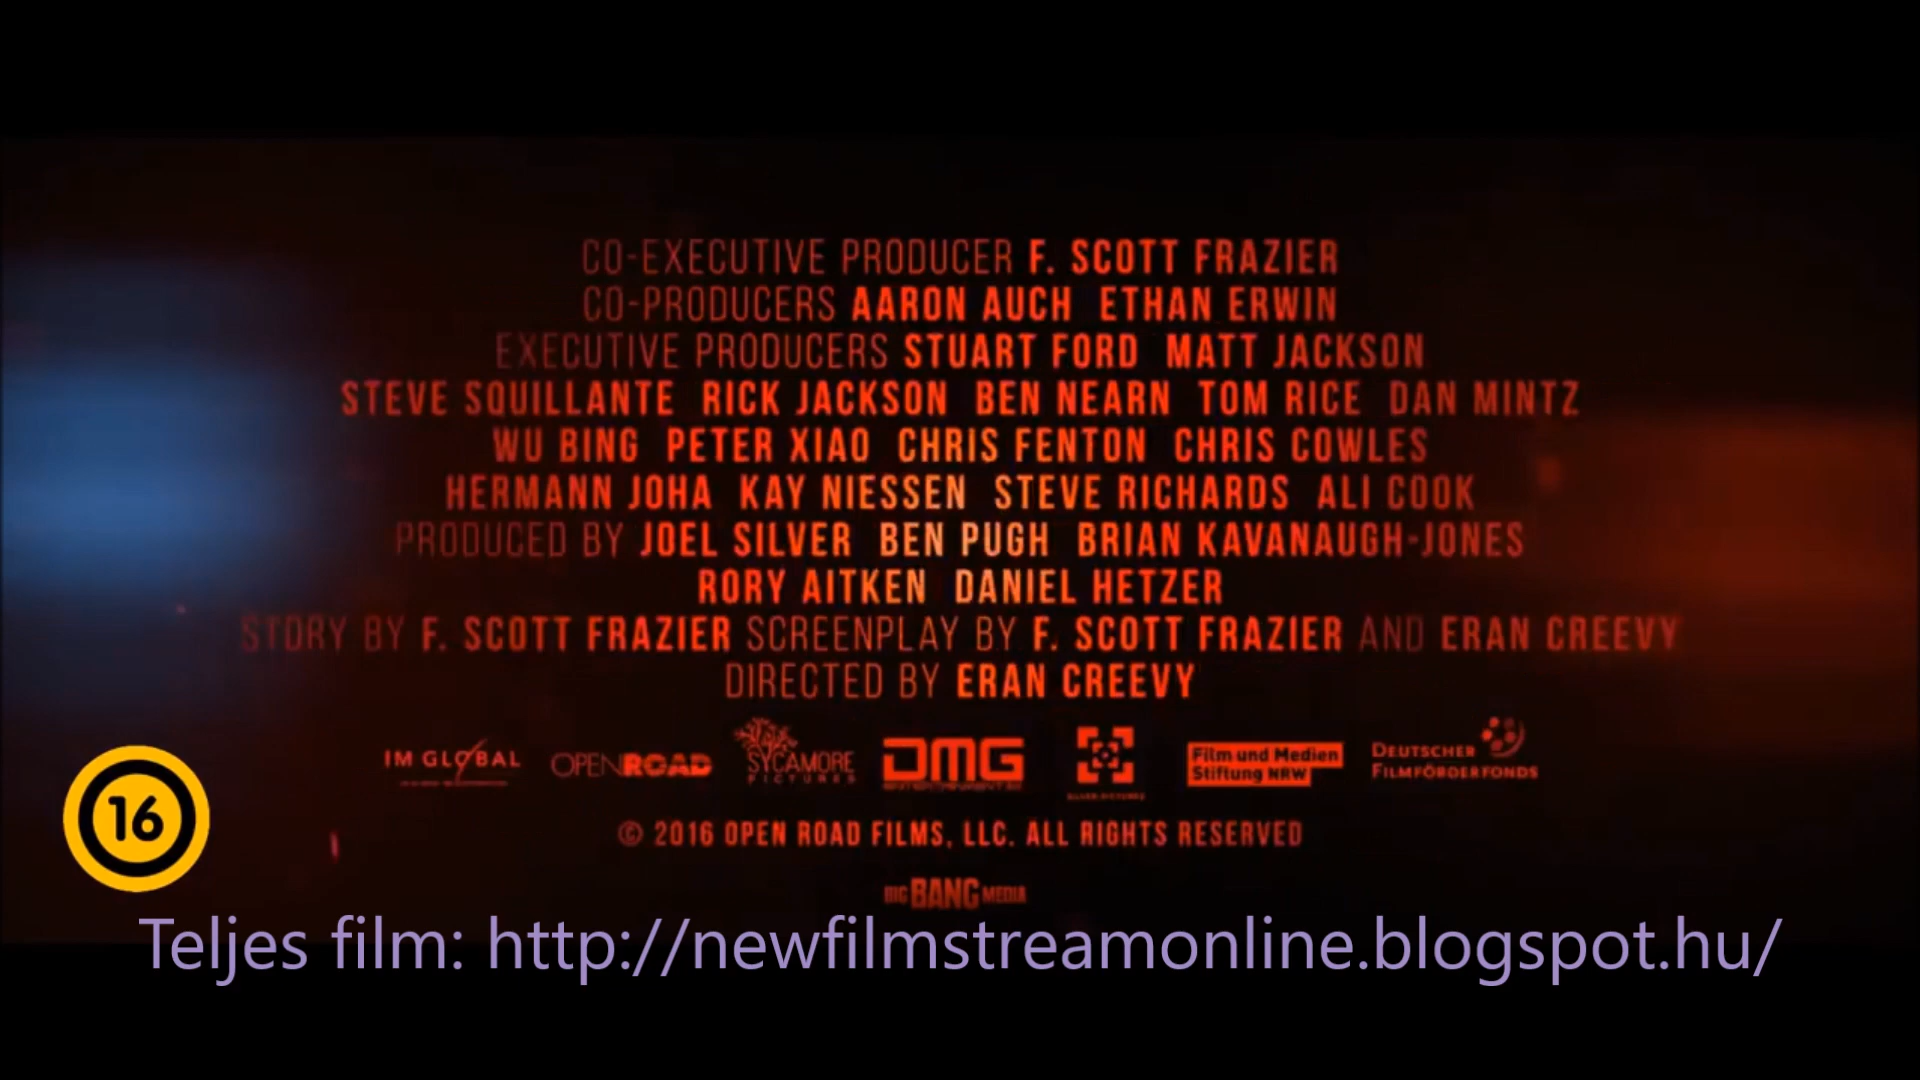 CO-EXECUTIVE PRODUCER F. SCOTT FRAZIER
CO-PRODUCERS AARON AUCH ETHAN ERWIN
EXECUTIVE PRODUCERS STUART FORD MATT JACKSON
STEVE SQUILLANTE RICK JACKSON BEN NEARN TOM RICE DAN MINTZ
WU BING PETER XIAO CHRIS FENTON CHRIS COWLES
HERMANN JOHA KAY NIESSEN STEVE RICHARDS ALI COOK
PRODUCED BY JOEL SILVER BEN PUGH BRIAN KAVANAUGH-JONES
RORY AITKEN DANIEL HETZER
STORY BY F. SCOTT FRAZIER SCREENPLAY BY F. SCOTT FRAZIER AND ERAN CREEVY
DIRECTED BY ERAN CREEVY
IM GLOBAL OPEN ROAD SYCAMORE PICTURES DMG ENTERTAINMENT Film und Medien Stiftung NRW DEUTSCHER FILMFÖRDERFONDS
16
© 2016 OPEN ROAD FILMS, LLC. ALL RIGHTS RESERVED
BIG BANG MEDIA
Teljes film: http://newfilmstreamonline.blogspot.hu/